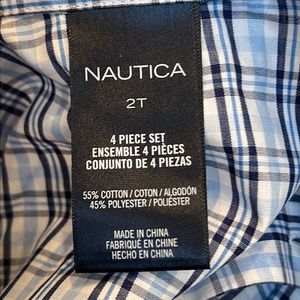 NAUTICA
2T
4 PIECE SET
ENSEMBLE 4 PIÈCES
CONJUNTO DE 4 PIEZAS
55% COTTON / COTON / ALGODÓN
45% POLYESTER / POLIÉSTER
MADE IN CHINA
FABRIQUÉ EN CHINE
HECHO EN CHINA